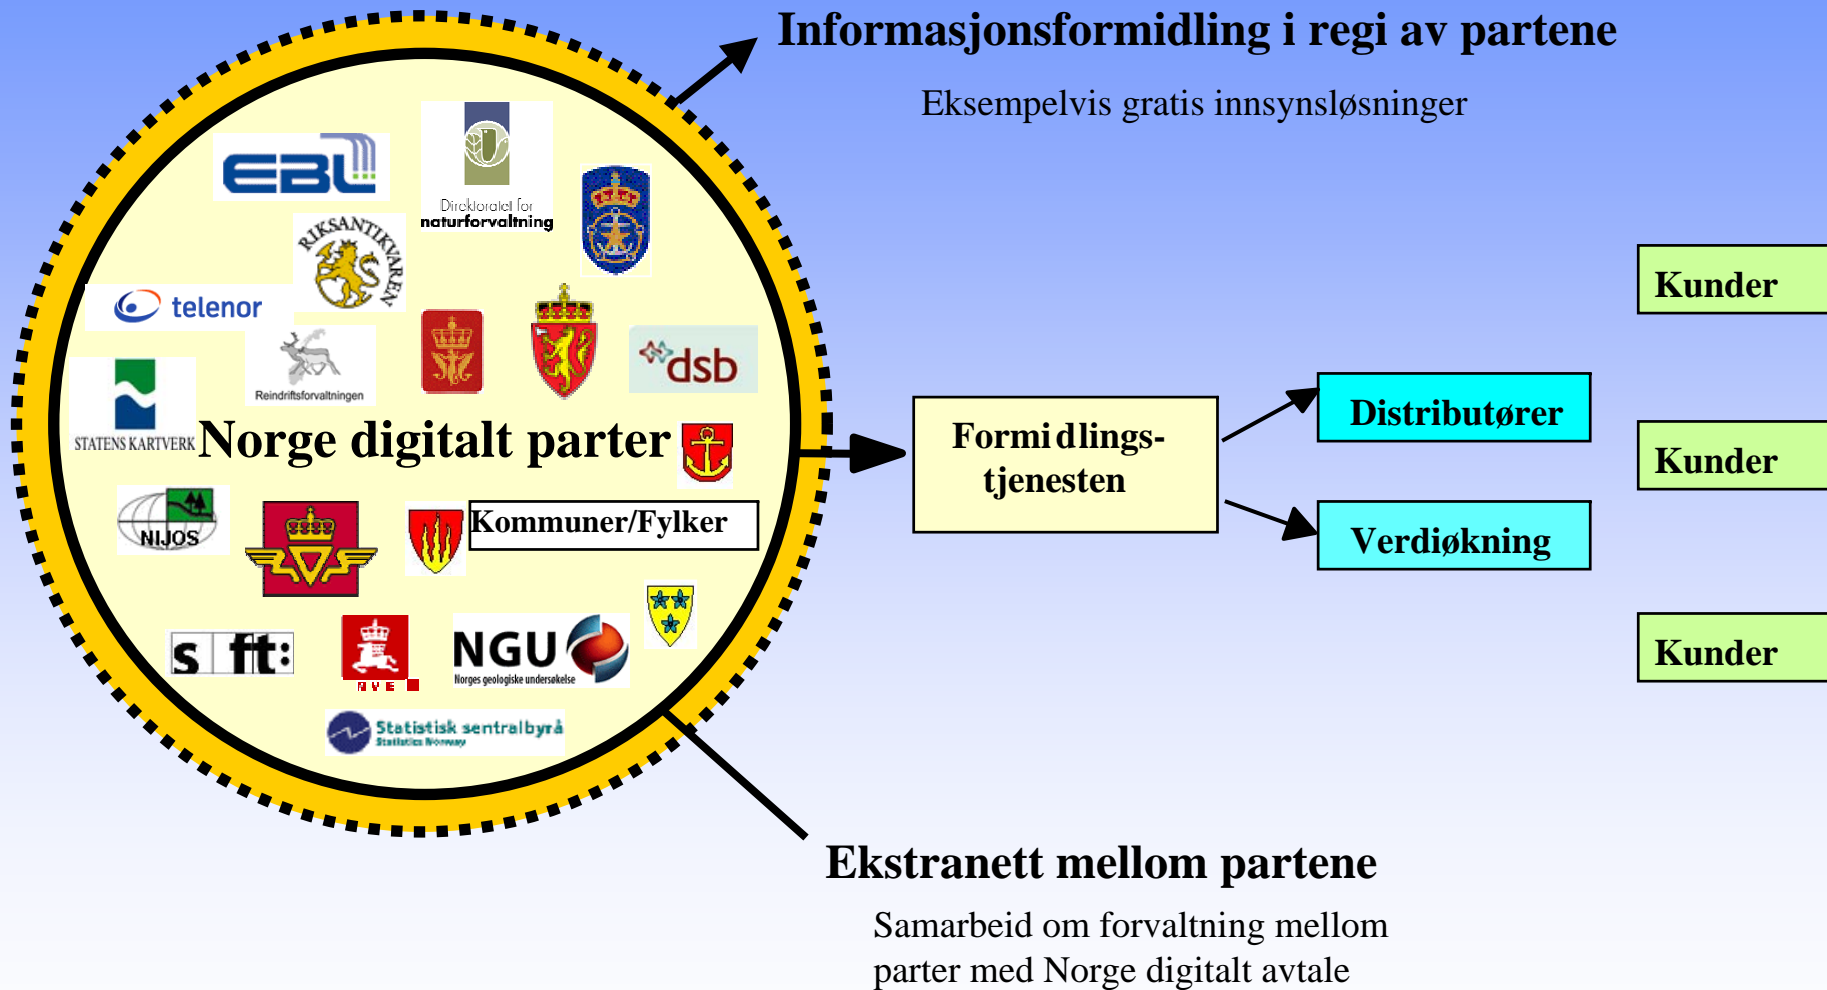 Informasjonsformidling i regi av partene
Eksempelvis gratis innsynsløsninger
EBL
Direktoratet for
naturforvaltning
RIKSANTIKVAREN
telenor
Reindriftsforvaltningen
dsb
STATENS KARTVERK
Norge digitalt parter
NIJOS
Kommuner/Fylker
sft:
NVE
NGU
Norges geologiske undersøkelse
Statistisk sentralbyrå
Statistics Norway
Formidlings-
tjenesten
Distributører
Verdiøkning
Kunder
Kunder
Kunder
Ekstranett mellom partene
Samarbeid om forvaltning mellom
parter med Norge digitalt avtale